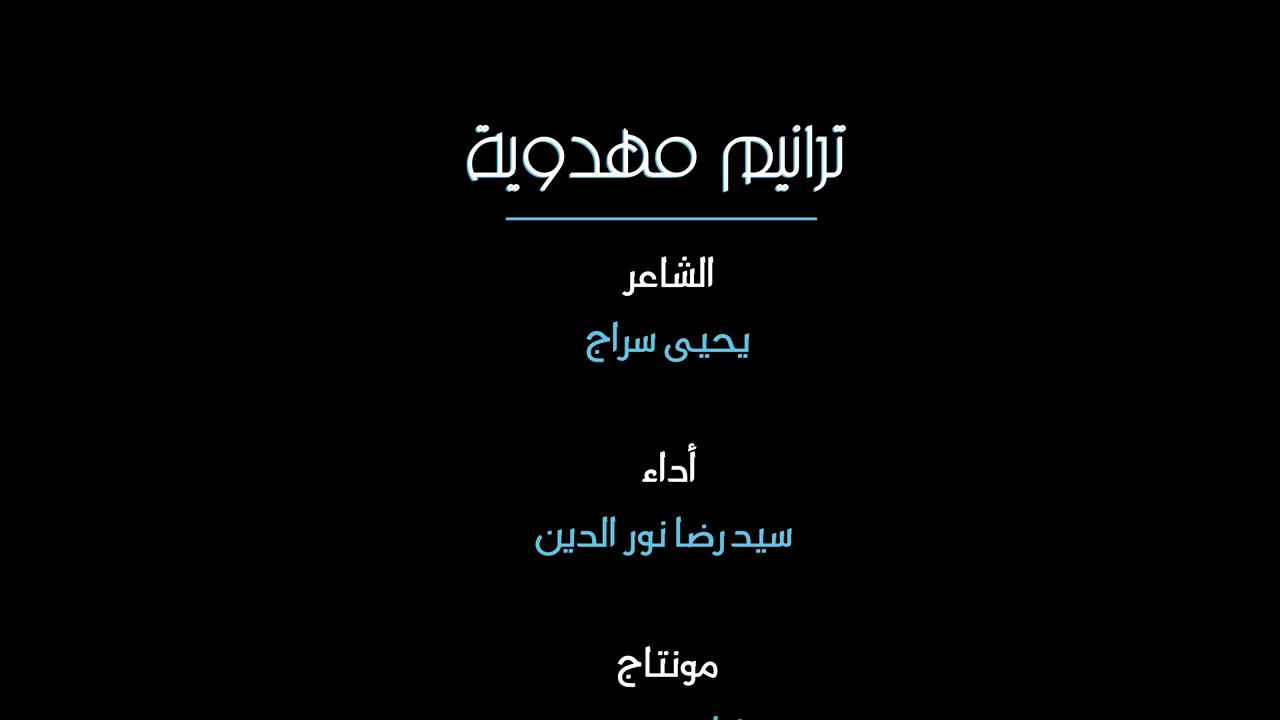 ترانيم مهدوية
الشاعر
يحيى سراج
أداء
سيد رضا نور الدين
مونتاج